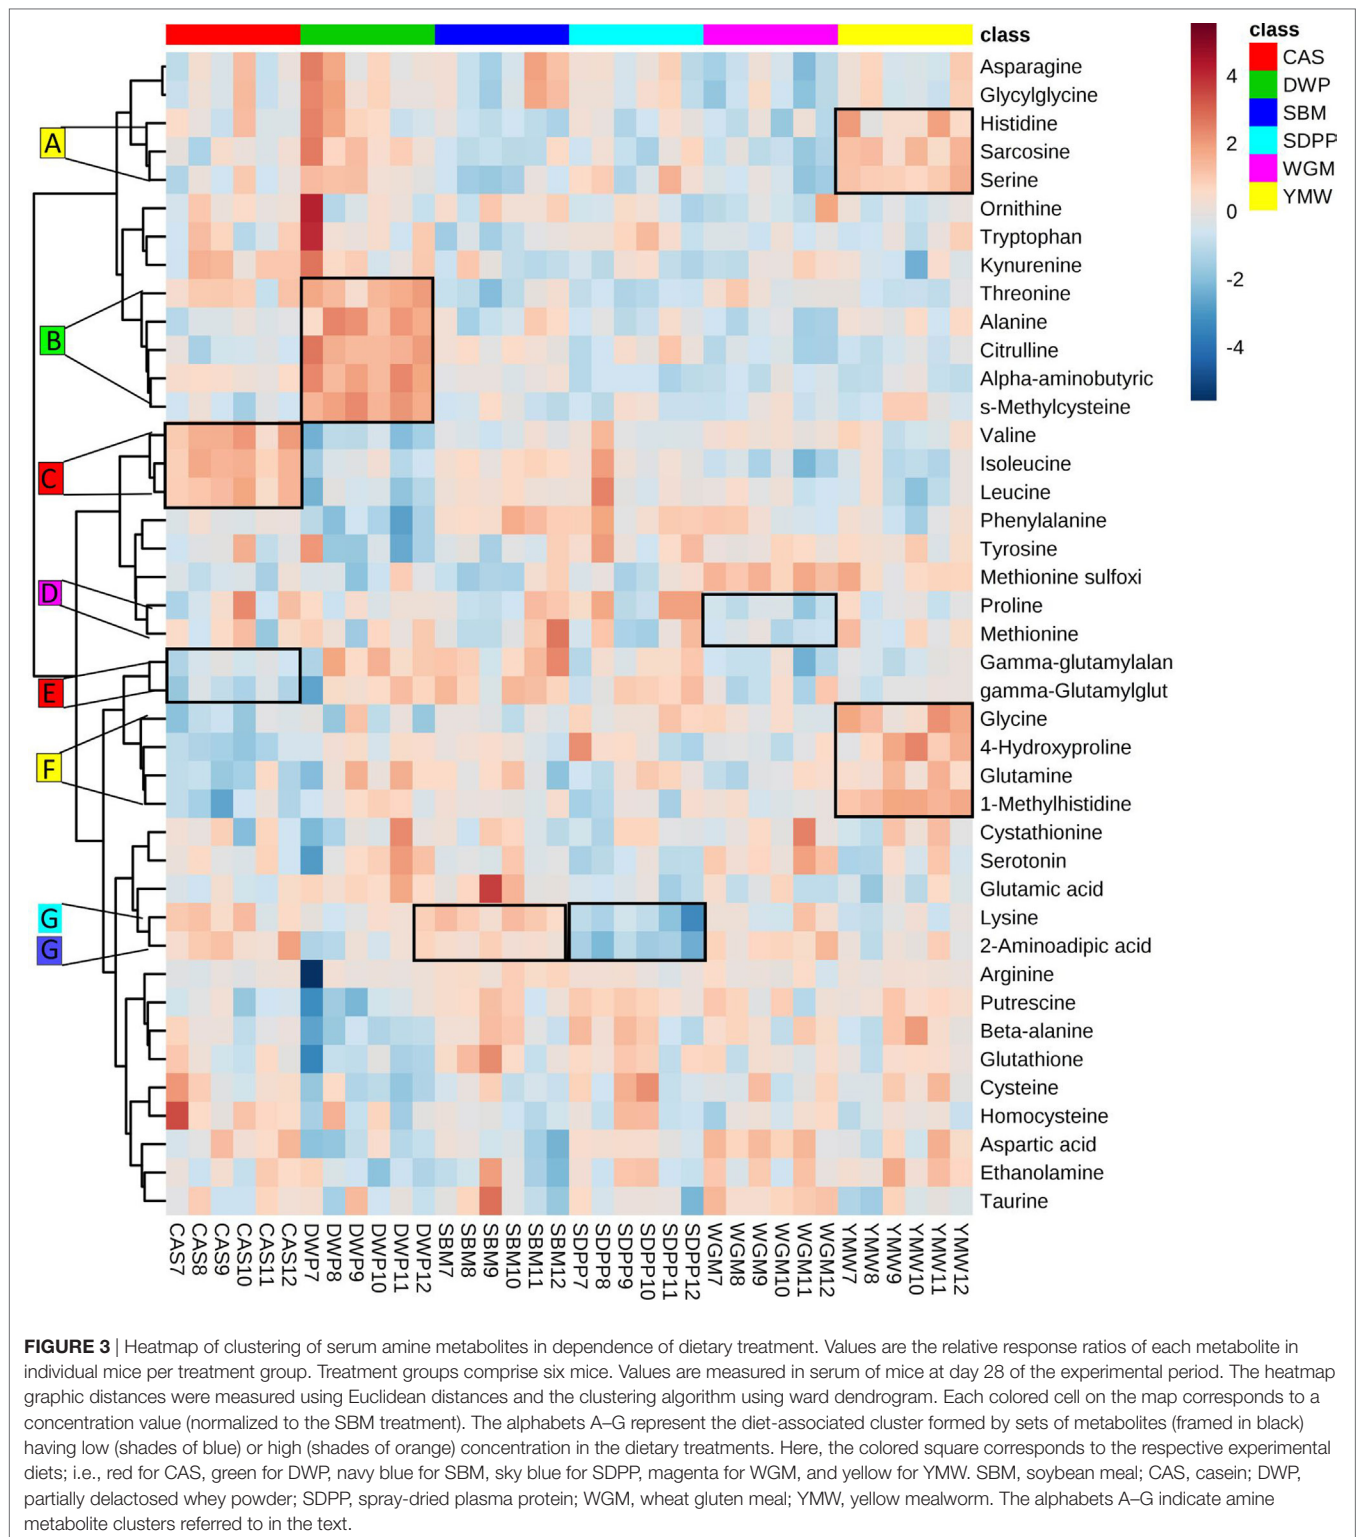 class
Asparagine
Glycylglycine
Histidine
Sarcosine
Serine
Ornithine
Tryptophan
Kynurenine
Threonine
Alanine
Citrulline
Alpha-aminobutyric
s-Methylcysteine
Valine
Isoleucine
Leucine
Phenylalanine
Tyrosine
Methionine sulfoxi
Proline
Methionine
Gamma-glutamylalan
gamma-Glutamylglut
Glycine
4-Hydroxyproline
Glutamine
1-Methylhistidine
Cystathionine
Serotonin
Glutamic acid
Lysine
2-Aminoadipic acid
Arginine
Putrescine
Beta-alanine
Glutathione
Cysteine
Homocysteine
Aspartic acid
Ethanolamine
Taurine
4
2
0
-2
-4
class
CAS
DWP
SBM
SDPP
WGM
YMW
A
B
C
D
E
F
G
G
CAS7
CAS8
CAS9
CAS10
CAS11
CAS12
DWP7
DWP8
DWP9
DWP10
DWP11
DWP12
SBM7
SBM8
SBM9
SBM10
SBM11
SBM12
SDPP7
SDPP8
SDPP9
SDPP10
SDPP11
SDPP12
WGM7
WGM8
WGM9
WGM10
WGM11
WGM12
YMW7
YMW8
YMW9
YMW10
YMW11
YMW12
FIGURE 3 | Heatmap of clustering of serum amine metabolites in dependence of dietary treatment. Values are the relative response ratios of each metabolite in
individual mice per treatment group. Treatment groups comprise six mice. Values are measured in serum of mice at day 28 of the experimental period. The heatmap
graphic distances were measured using Euclidean distances and the clustering algorithm using ward dendrogram. Each colored cell on the map corresponds to a
concentration value (normalized to the SBM treatment). The alphabets A–G represent the diet-associated cluster formed by sets of metabolites (framed in black)
having low (shades of blue) or high (shades of orange) concentration in the dietary treatments. Here, the colored square corresponds to the respective experimental
diets; i.e., red for CAS, green for DWP, navy blue for SBM, sky blue for SDPP, magenta for WGM, and yellow for YMW. SBM, soybean meal; CAS, casein; DWP,
partially delactosed whey powder; SDPP, spray-dried plasma protein; WGM, wheat gluten meal; YMW, yellow mealworm. The alphabets A–G indicate amine
metabolite clusters referred to in the text.